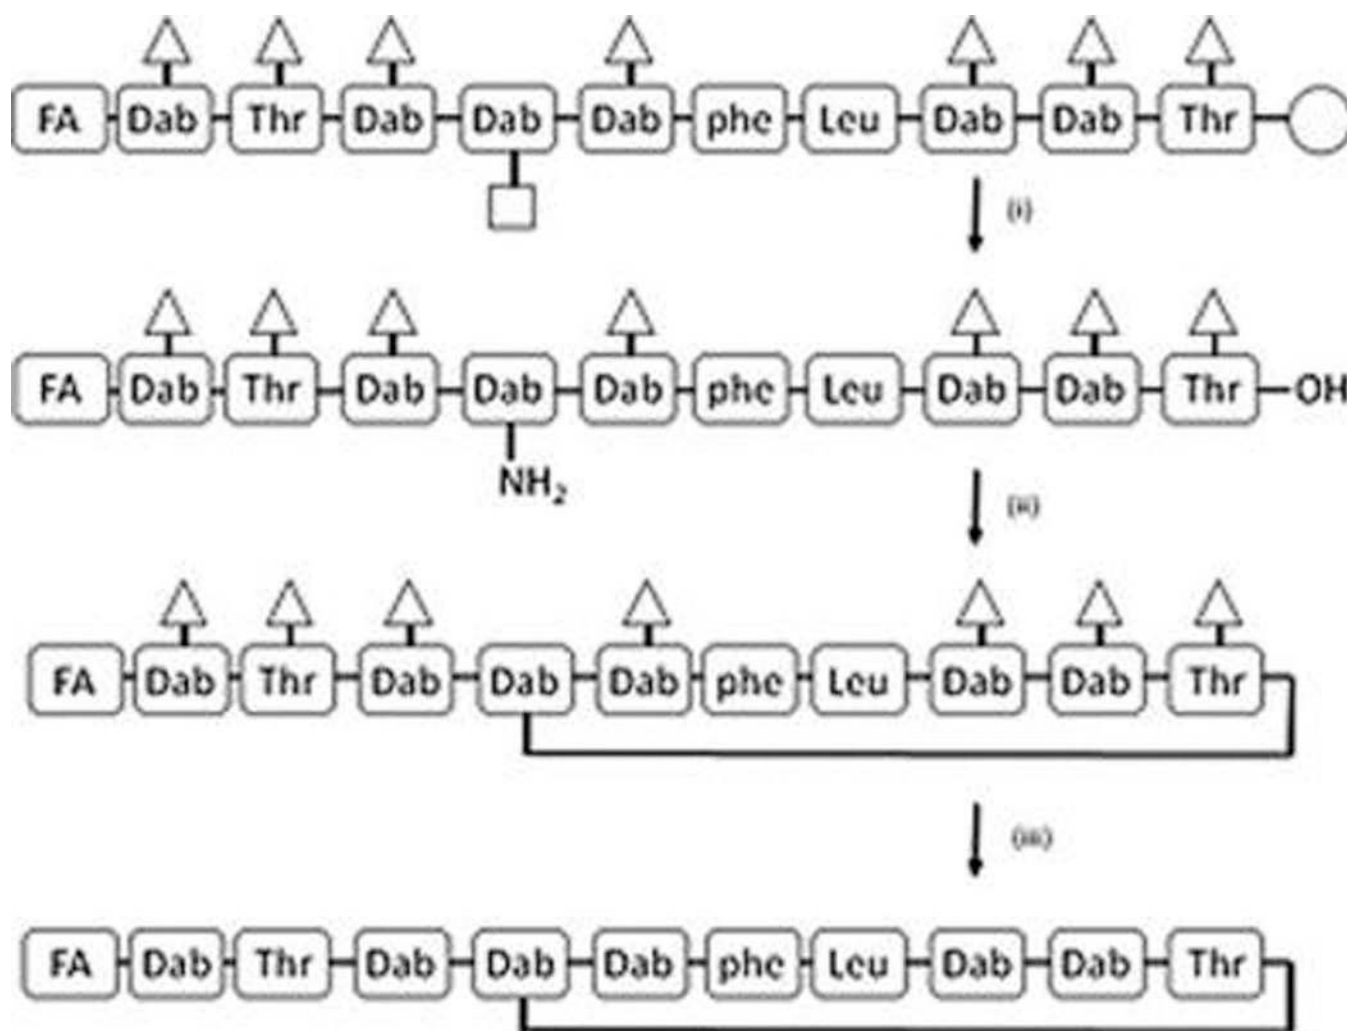 FA Dab Thr Dab Dab Dab phe Leu Dab Dab Thr
(i)
FA Dab Thr Dab Dab Dab phe Leu Dab Dab Thr OH
NH₂
(ii)
FA Dab Thr Dab Dab Dab phe Leu Dab Dab Thr
(iii)
FA Dab Thr Dab Dab Dab phe Leu Dab Dab Thr